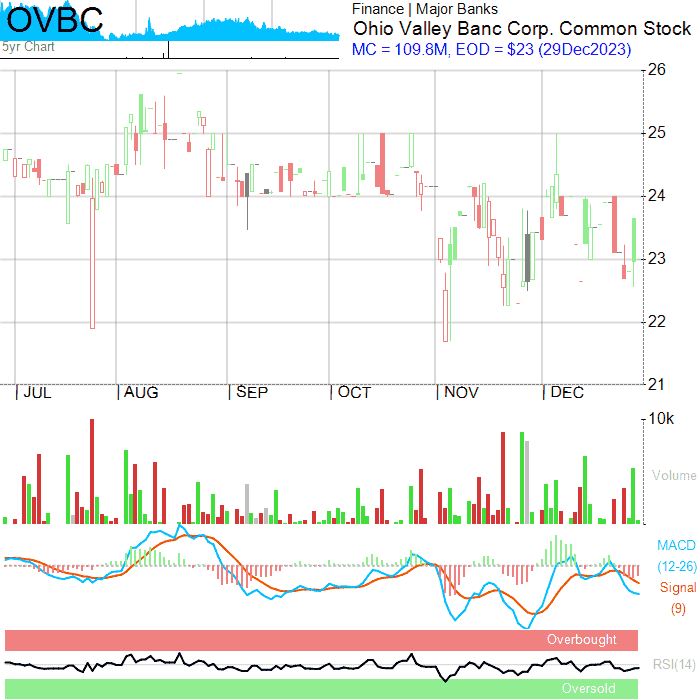 OVBC
5yr Chart
Finance | Major Banks
Ohio Valley Banc Corp. Common Stock
MC = 109.8M, EOD = $23 (29Dec2023)
26
25
24
23
22
21
JUL AUG SEP OCT NOV DEC
10k
Volume
MACD
(12-26)
Signal
(9)
Overbought
RSI(14)
Oversold